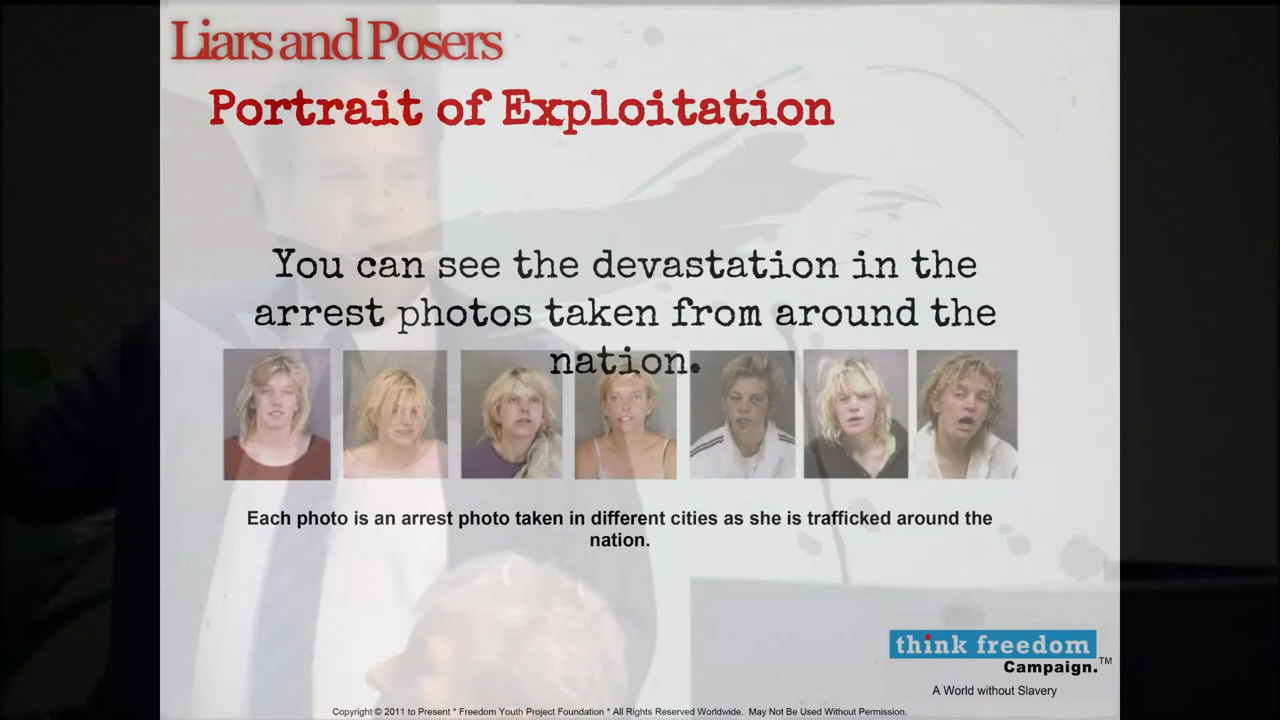 Liars and Posers
Portrait of Exploitation
You can see the devastation in the
arrest photos taken from around the
nation.
Each photo is an arrest photo taken in different cities as she is trafficked around the
nation.
think freedom
Campaign.™
A World without Slavery
Copyright © 2011 to Present * Freedom Youth Project Foundation * All Rights Reserved Worldwide. May Not Be Used Without Permission.